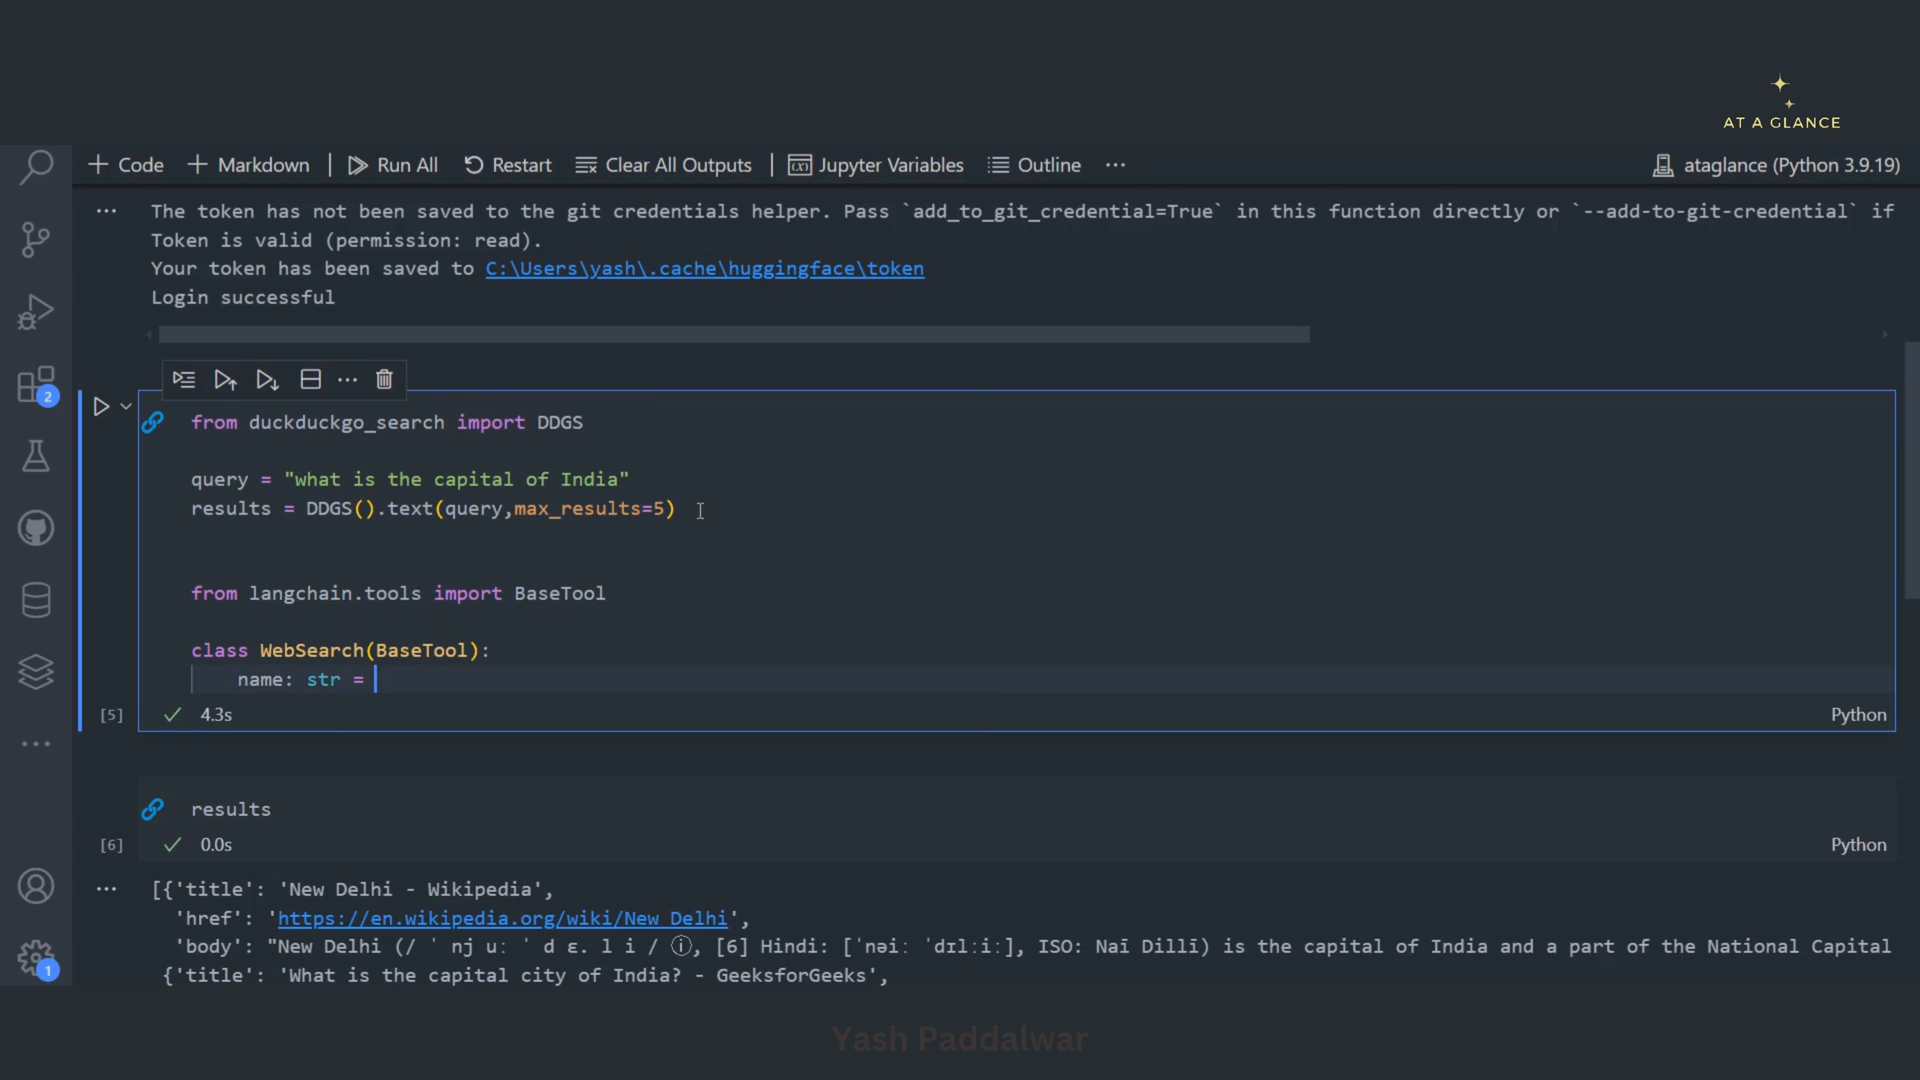 AT A GLANCE
Code Markdown Run All Restart Clear All Outputs Jupyter Variables Outline ... ataglance (Python 3.9.19)
The token has not been saved to the git credentials helper. Pass `add_to_git_credential=True` in this function directly or `--add-to-git-credential` if
Token is valid (permission: read).
Your token has been saved to C:\Users\yash\.cache\huggingface\token
Login successful
from duckduckgo_search import DDGS
query = "what is the capital of India"
results = DDGS().text(query,max_results=5)
from langchain.tools import BaseTool
class WebSearch(BaseTool):
name: str =
[5] 4.3s Python
results
[6] 0.0s Python
[{'title': 'New Delhi - Wikipedia',
'href': 'https://en.wikipedia.org/wiki/New_Delhi',
'body': "New Delhi (/ ˈ nj uː ˈ d ɛ. l i / ⓘ, [6] Hindi: [ˈnəiː ˈdɪlːiː], ISO: Naī Dillī) is the capital of India and a part of the National Capital
{'title': 'What is the capital city of India? - GeeksforGeeks',
2
1
Yash Paddalwar